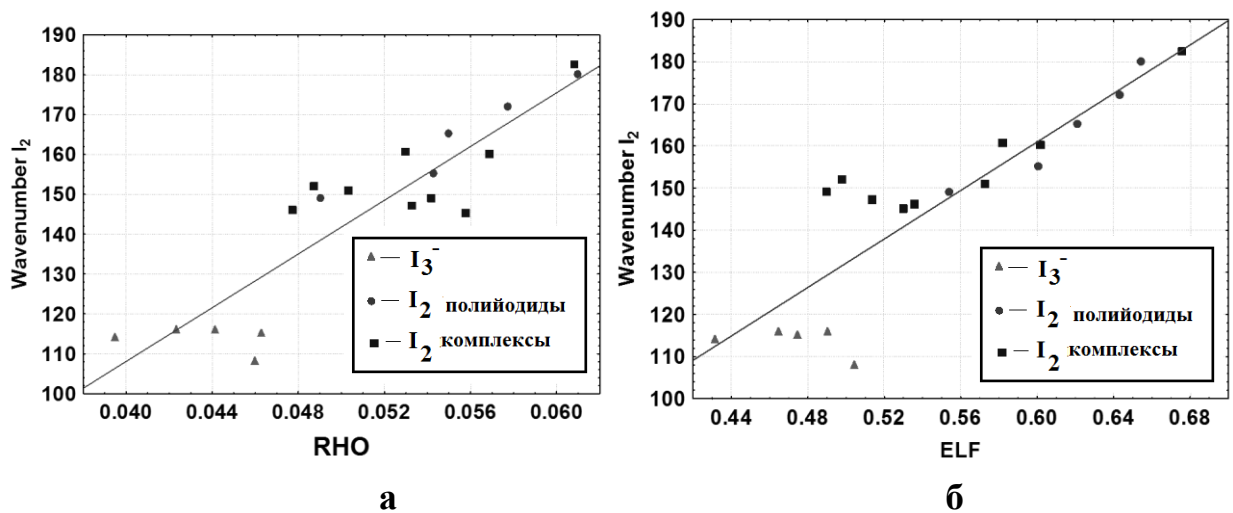 190
180
170
160
150
140
130
120
110
100
Wavenumber I₂
0.040 0.044 0.048 0.052 0.056 0.060
RHO
— I₃⁻
— I₂ полийодиды
— I₂ комплексы
а
190
180
170
160
150
140
130
120
110
100
Wavenumber I₂
0.44 0.48 0.52 0.56 0.60 0.64 0.68
ELF
— I₃⁻
— I₂ полийодиды
— I₂ комплексы
б